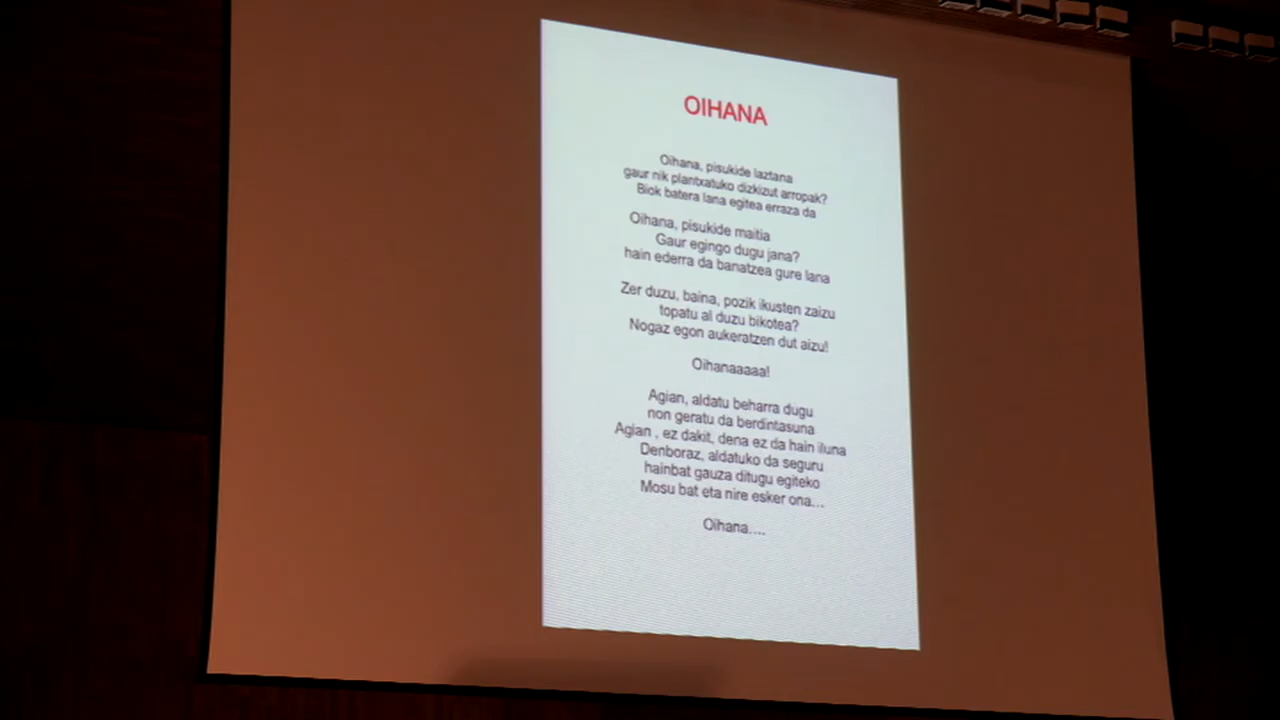 OIHANA
Oihana, pisukide laztana
gaur nik plantxatuko dizkizut arropak?
Biok batera lana egitea erraza da
Oihana, pisukide maitia
Gaur egingo dugu jana?
hain ederra da banatzea gure lana
Zer duzu, baina, pozik ikusten zaizu
topatu al duzu bikotea?
Nogaz egon aukeratzen dut aizu!
Oihanaaaaa!
Agian, aldatu beharra dugu
non geratu da berdintasuna
Agian , ez dakit, dena ez da hain iluna
Denboraz, aldatuko da seguru
hainbat gauza ditugu egiteko
Mosu bat eta nire esker ona...
Oihana....